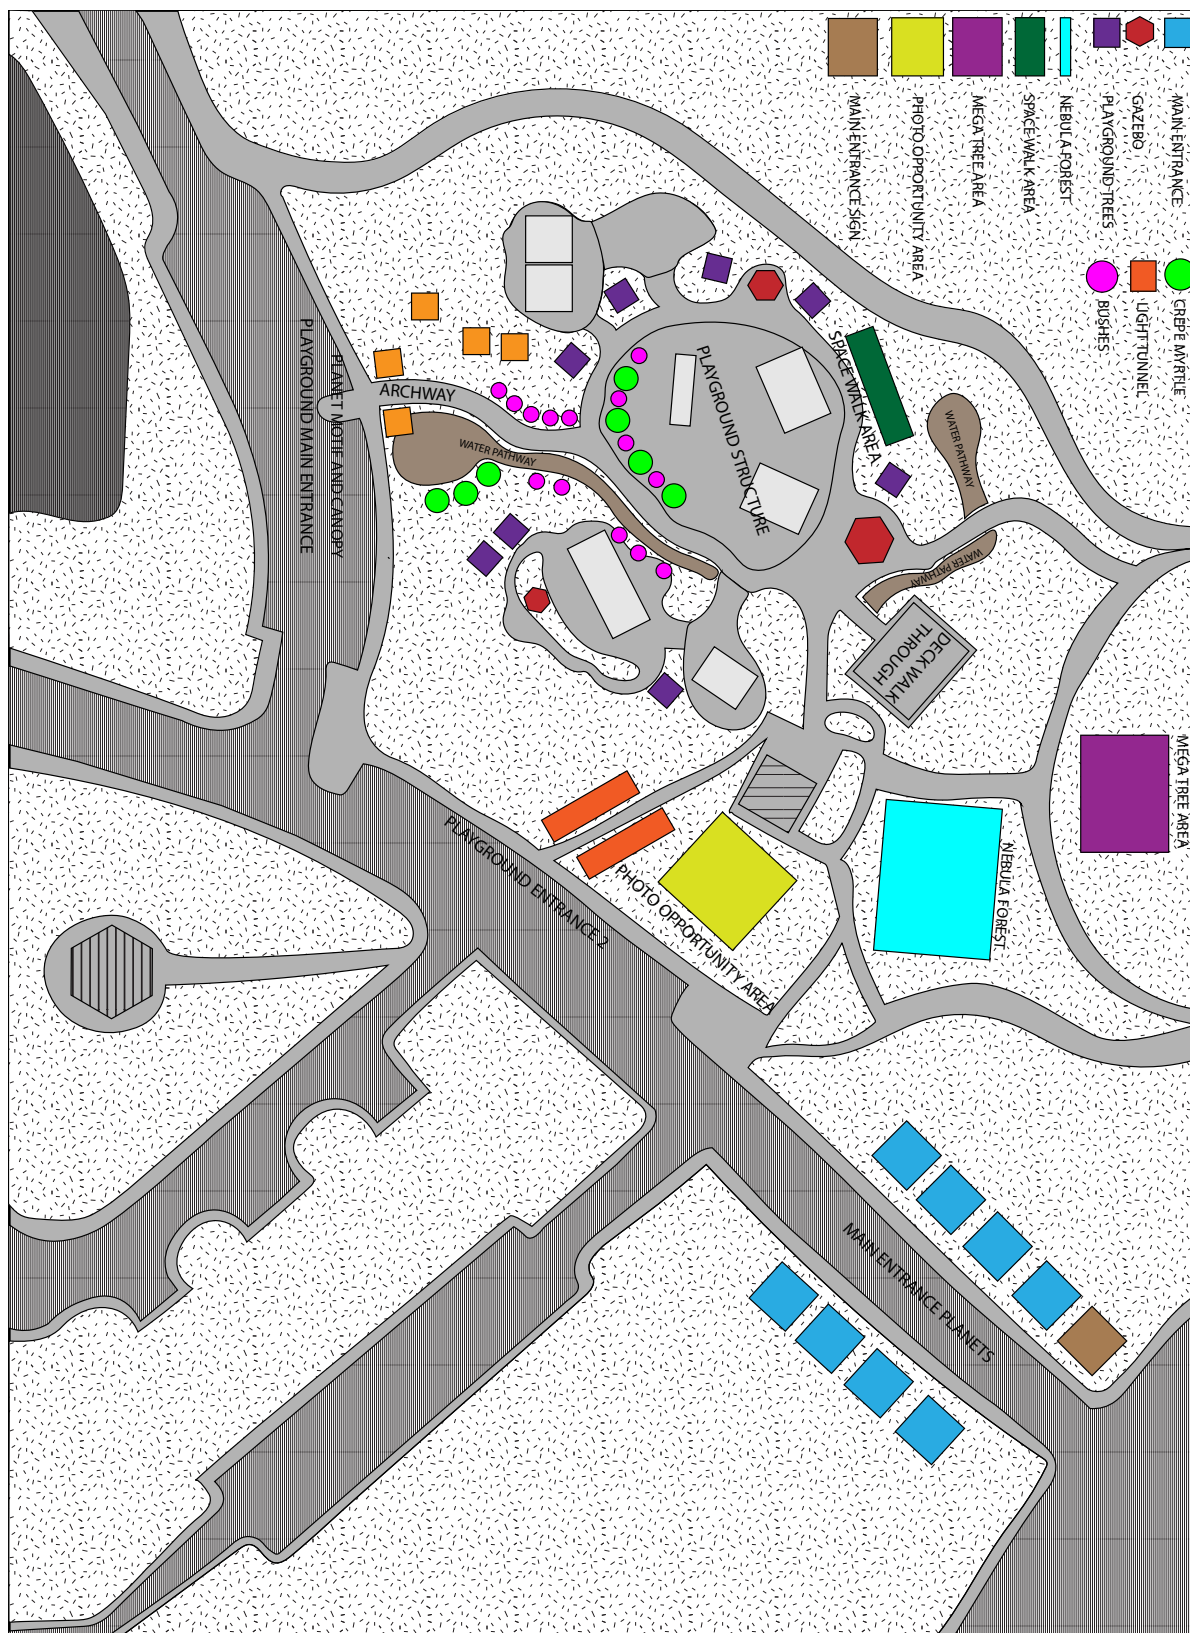 MAIN ENTRANCE SIGN
PHOTO OPPORTUNITY AREA
MEGA TREE AREA
SPACE WALK AREA
NEBULA FOREST
PLAYGROUND TREES
GAZEBO
MAIN ENTRANCE
BUSHES
LIGHT TUNNEL
CREPE MYRTLE
PLAYGROUND MAIN ENTRANCE
PLANET MOTIF AND CANOPY
ARCHWAY
WATER PATHWAY
PLAYGROUND STRUCTURE
SPACE WALK AREA
WATER PATHWAY
WATER PATHWAY
DECK WALK
THROUGH
MEGA TREE AREA
NEBULA FOREST
PLAYGROUND ENTRANCE 2
PHOTO OPPORTUNITY AREA
MAIN ENTRANCE PLANETS